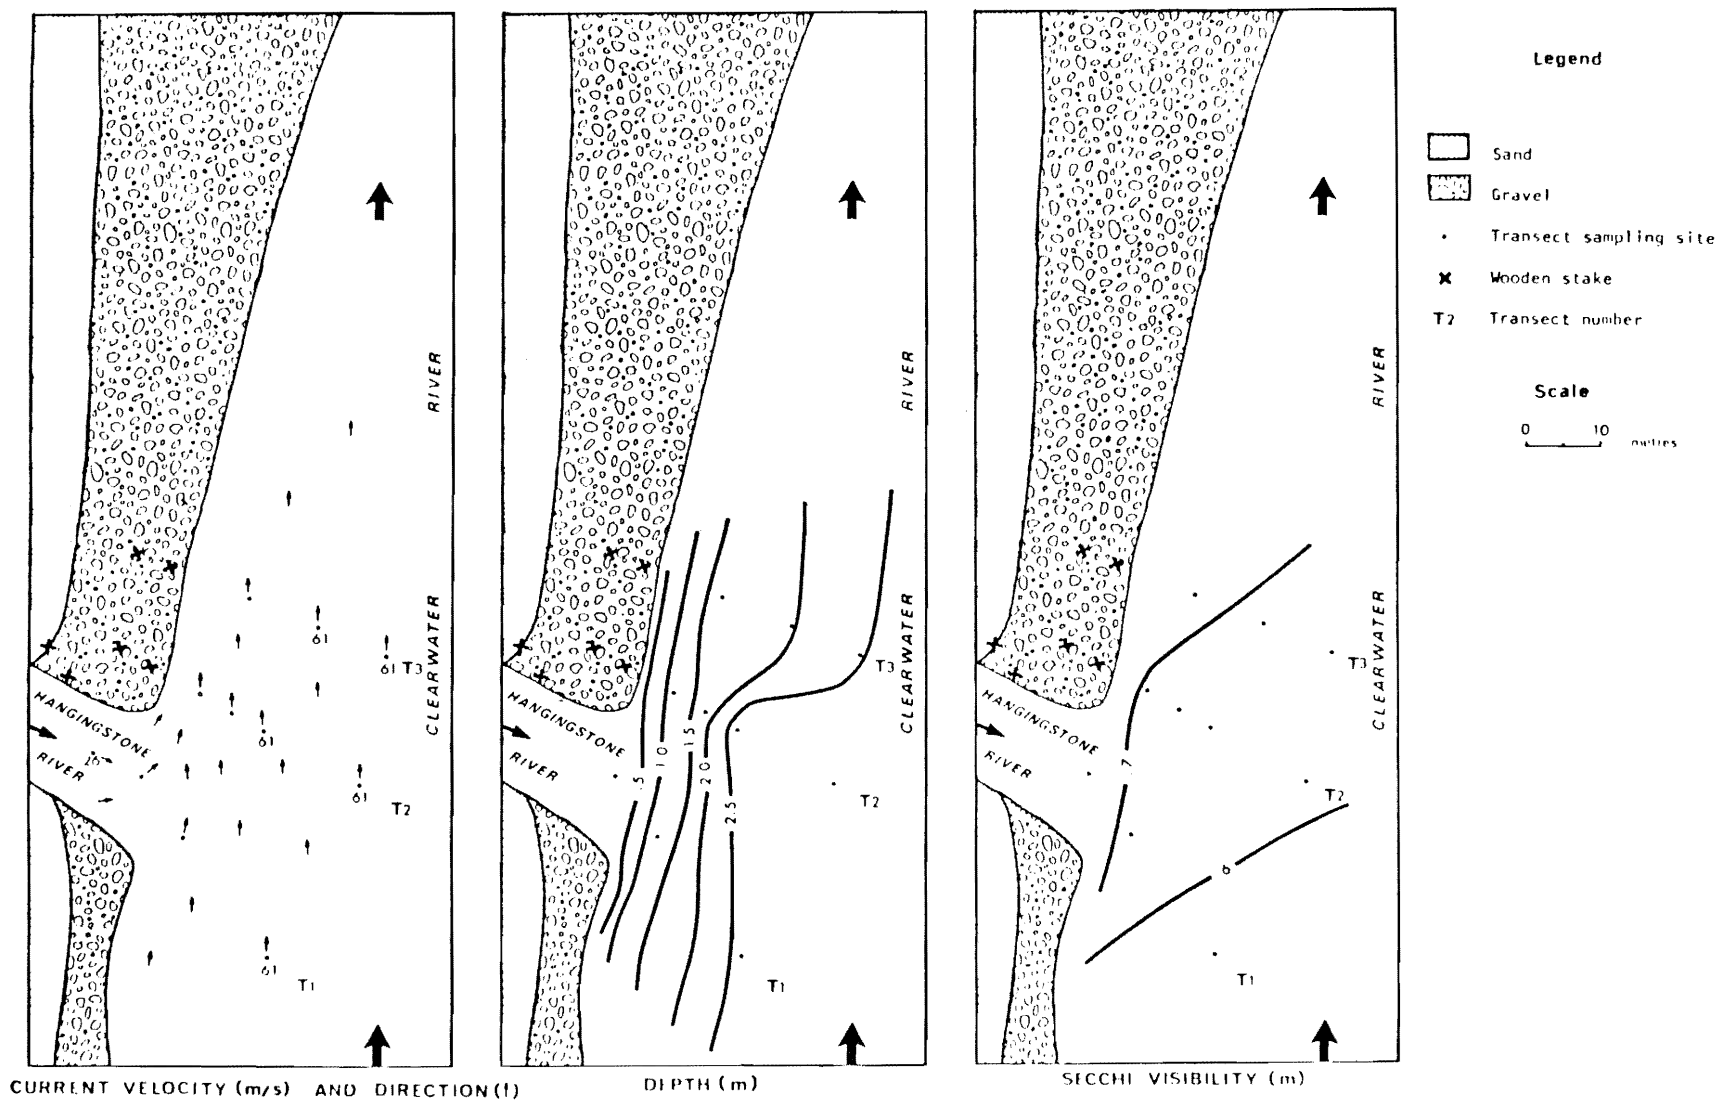 HANGINGSTONE
RIVER
CLEARWATER
RIVER
.61
.61
.61
.61
.61
T3
T2
T1
CURRENT VELOCITY (m/s) AND DIRECTION (↑)
HANGINGSTONE
RIVER
CLEARWATER
RIVER
.5
1.0
1.5
2.0
2.5
T3
T2
T1
DEPTH (m)
HANGINGSTONE
RIVER
CLEARWATER
RIVER
.7
.6
T3
T2
T1
SECCHI VISIBILITY (m)
Legend
Sand
Gravel
Transect sampling site
Wooden stake
T2 Transect number
Scale
0 10 metres